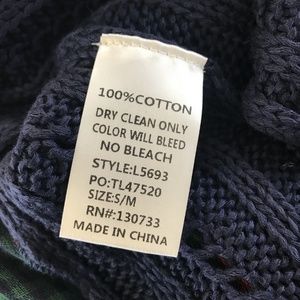 100%COTTON
DRY CLEAN ONLY
COLOR WILL BLEED
NO BLEACH
STYLE:L5693
PO:TL47520
SIZE:S/M
RN#:130733
MADE IN CHINA